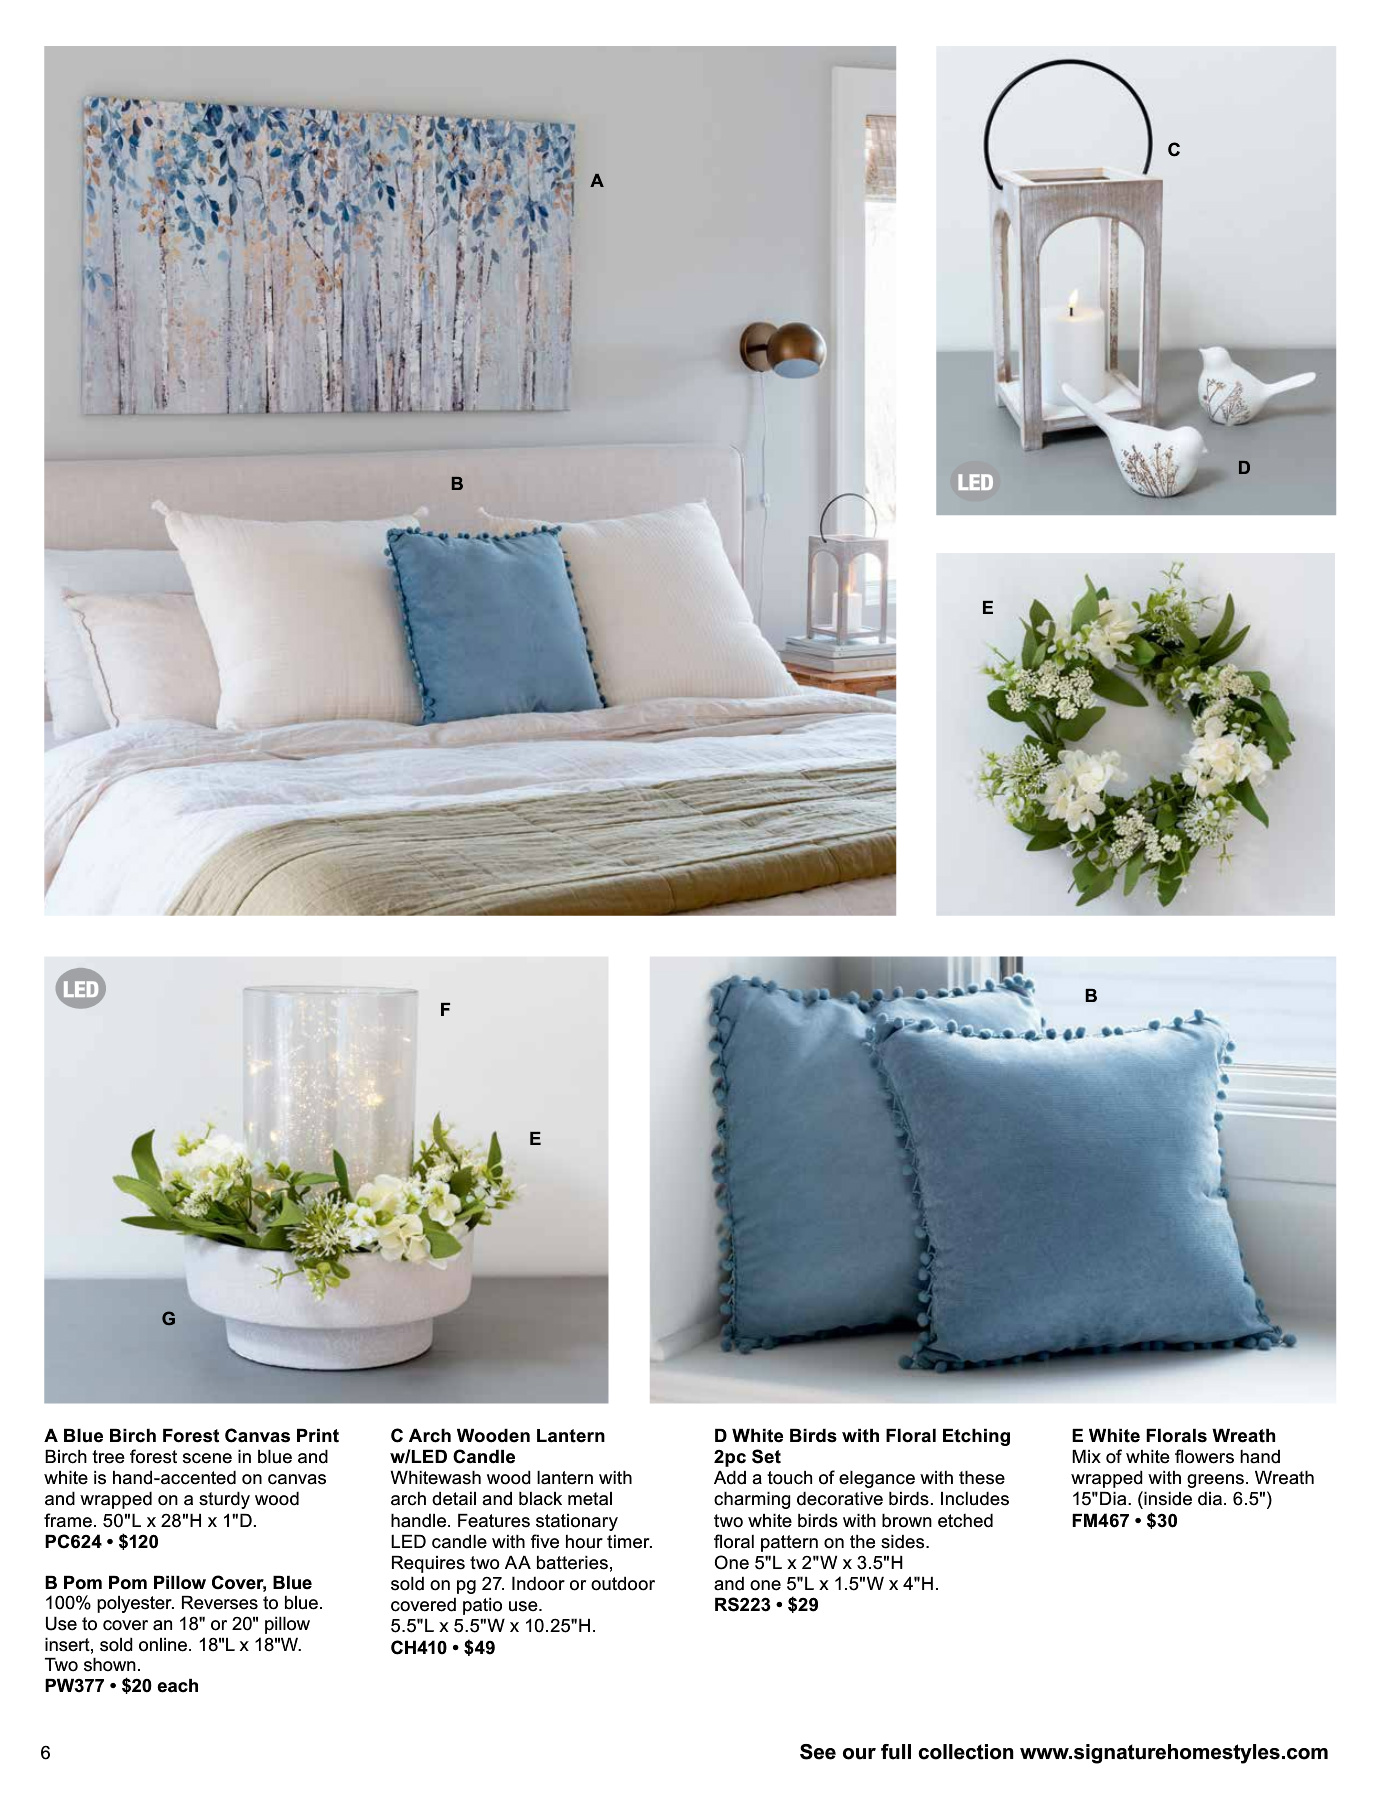 A
B
C
LED
D
E
LED
F
E
G
B
A Blue Birch Forest Canvas Print
Birch tree forest scene in blue and
white is hand-accented on canvas
and wrapped on a sturdy wood
frame. 50"L x 28"H x 1"D.
PC624 • $120
B Pom Pom Pillow Cover, Blue
100% polyester. Reverses to blue.
Use to cover an 18" or 20" pillow
insert, sold online. 18"L x 18"W.
Two shown.
PW377 • $20 each
C Arch Wooden Lantern
w/LED Candle
Whitewash wood lantern with
arch detail and black metal
handle. Features stationary
LED candle with five hour timer.
Requires two AA batteries,
sold on pg 27. Indoor or outdoor
covered patio use.
5.5"L x 5.5"W x 10.25"H.
CH410 • $49
D White Birds with Floral Etching
2pc Set
Add a touch of elegance with these
charming decorative birds. Includes
two white birds with brown etched
floral pattern on the sides.
One 5"L x 2"W x 3.5"H
and one 5"L x 1.5"W x 4"H.
RS223 • $29
E White Florals Wreath
Mix of white flowers hand
wrapped with greens. Wreath
15"Dia. (inside dia. 6.5")
FM467 • $30
6
See our full collection www.signaturehomestyles.com